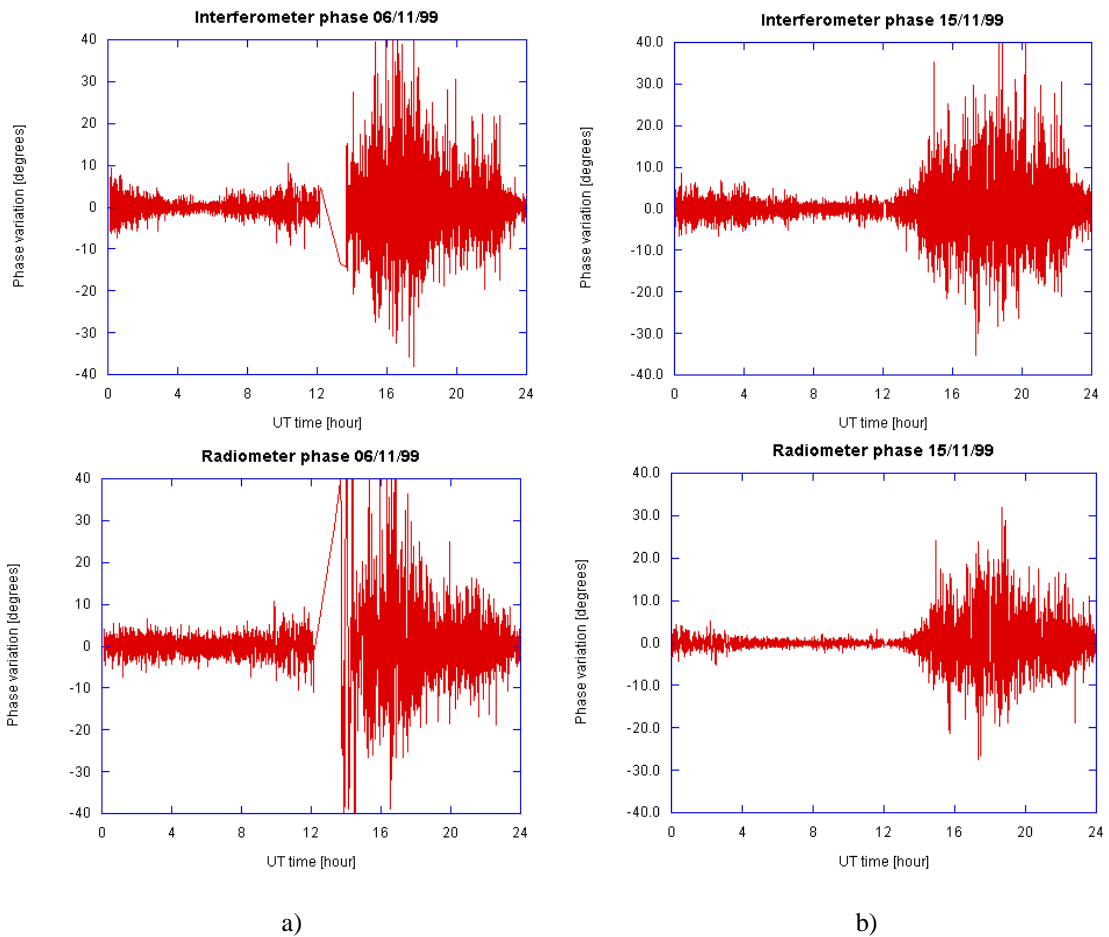 Interferometer phase 06/11/99
40
30
20
10
0
-10
-20
-30
-40
Phase variation [degrees]
0 4 8 12 16 20 24
UT time [hour]
Interferometer phase 15/11/99
40.0
30.0
20.0
10.0
0.0
-10.0
-20.0
-30.0
-40.0
Phase variation [degrees]
0 4 8 12 16 20 24
UT time [hour]
Radiometer phase 06/11/99
40
30
20
10
0
-10
-20
-30
-40
Phase variation [degrees]
0 4 8 12 16 20 24
UT time [hour]
Radiometer phase 15/11/99
40.0
30.0
20.0
10.0
0.0
-10.0
-20.0
-30.0
-40.0
Phase variation [degrees]
0 4 8 12 16 20 24
UT time [hour]
a)
b)